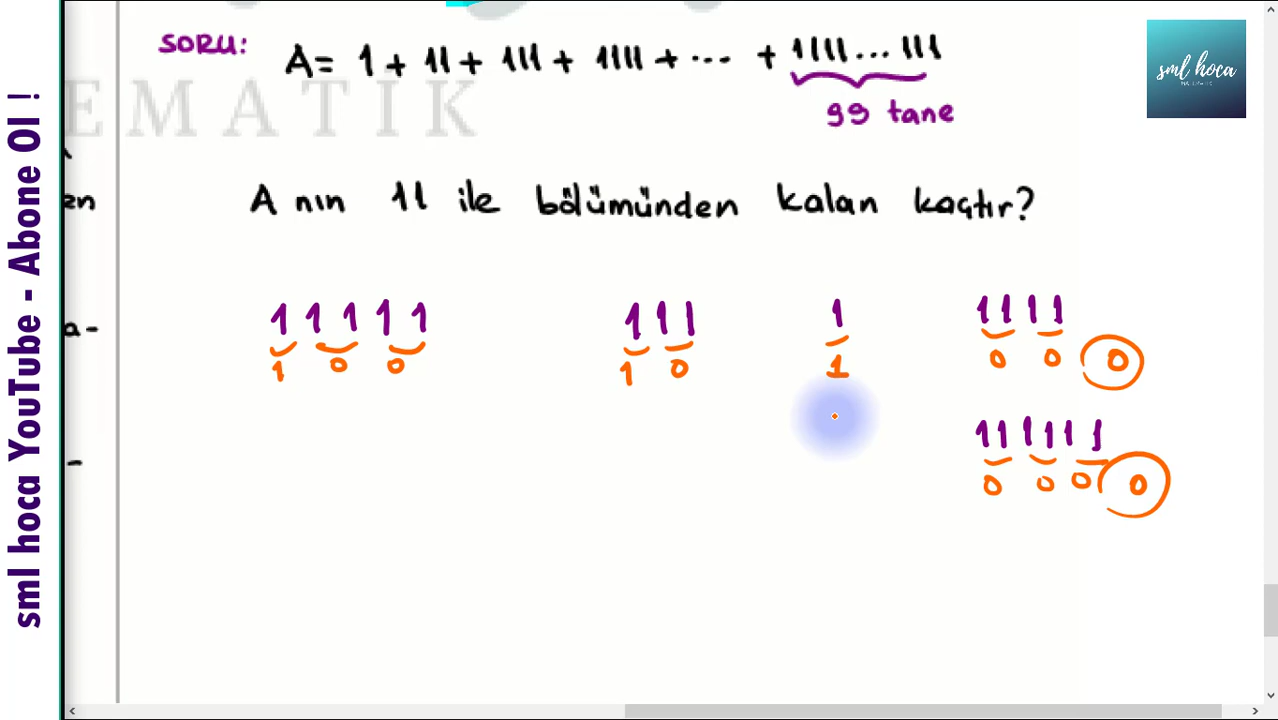 SORU: A= 1 + 11 + 111 + 1111 + ... + 1111...111
99 tane
EMATİK
A nın 11 ile bölümünden kalan kaçtır?
11111
1 0 0
111
1 0
1
1
1111
0 0 0
111111
0 0 0 0
sml hoca YouTube - Abone Ol !
sml hoca
en
a-
-